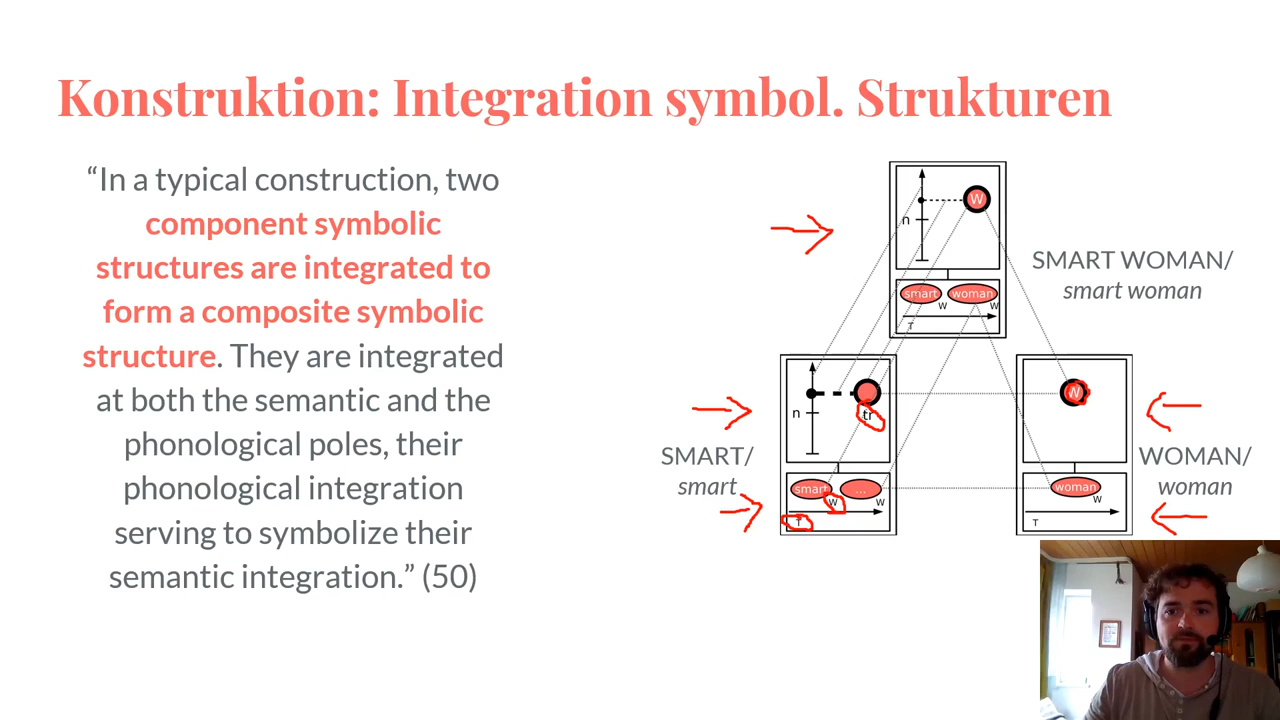 Konstruktion: Integration symbol. Strukturen
“In a typical construction, two
component symbolic
structures are integrated to
form a composite symbolic
structure. They are integrated
at both the semantic and the
phonological poles, their
phonological integration
serving to symbolize their
semantic integration.” (50)
W
n
smart woman
W W
T
SMART WOMAN/
smart woman
n
tr
smart ...
W W
T
SMART/
smart
W
woman
W
T
WOMAN/
woman